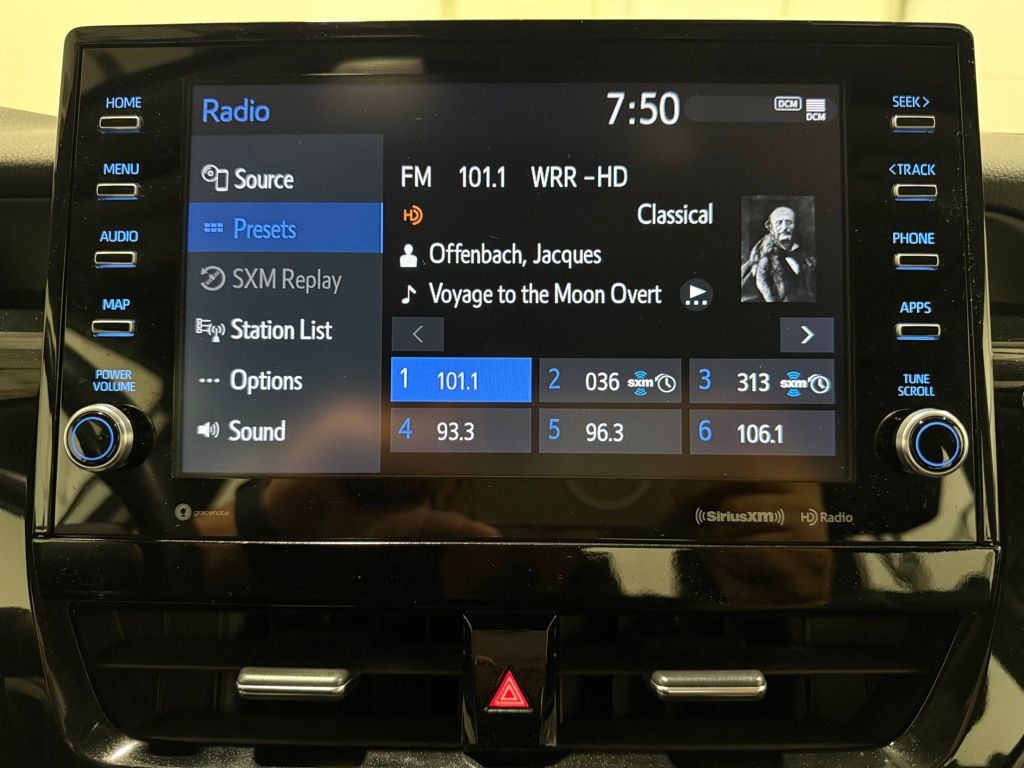 HOME
MENU
AUDIO
MAP
POWER
VOLUME
Radio
7:50
DCM
DCM
Source
Presets
SXM Replay
Station List
Options
Sound
FM 101.1 WRR -HD
HD
Classical
Offenbach, Jacques
Voyage to the Moon Overt
1 101.1
2 036 sxm
3 313 sxm
4 93.3
5 96.3
6 106.1
SEEK >
< TRACK
PHONE
APPS
TUNE
SCROLL
gracenote
((SiriusXM))
HD Radio